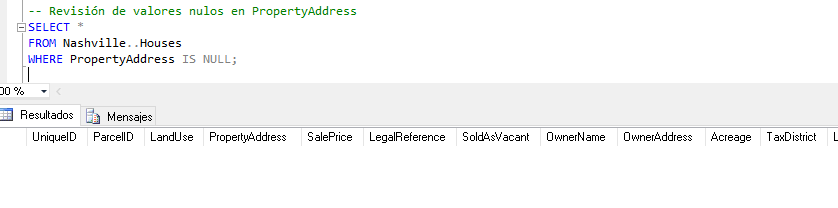 -- Revisión de valores nulos en PropertyAddress
SELECT *
FROM Nashville..Houses
WHERE PropertyAddress IS NULL;
00 %
Resultados Mensajes
UniqueID ParcelID LandUse PropertyAddress SalePrice LegalReference SoldAsVacant OwnerName OwnerAddress Acreage TaxDistrict L